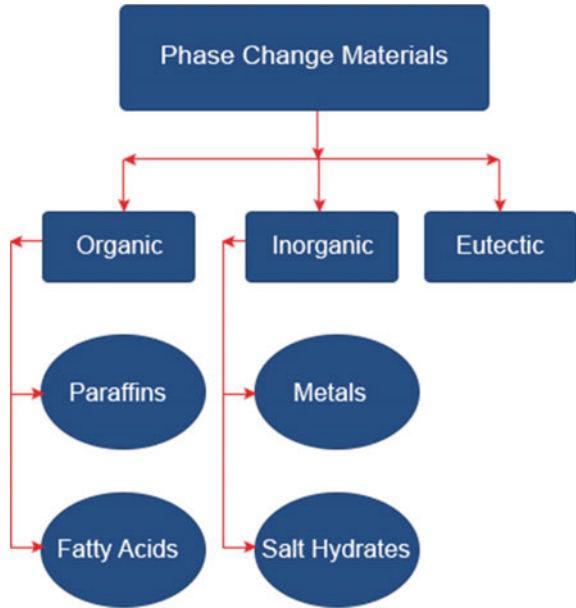 Phase Change Materials
Organic
Inorganic
Eutectic
Paraffins
Metals
Fatty Acids
Salt Hydrates